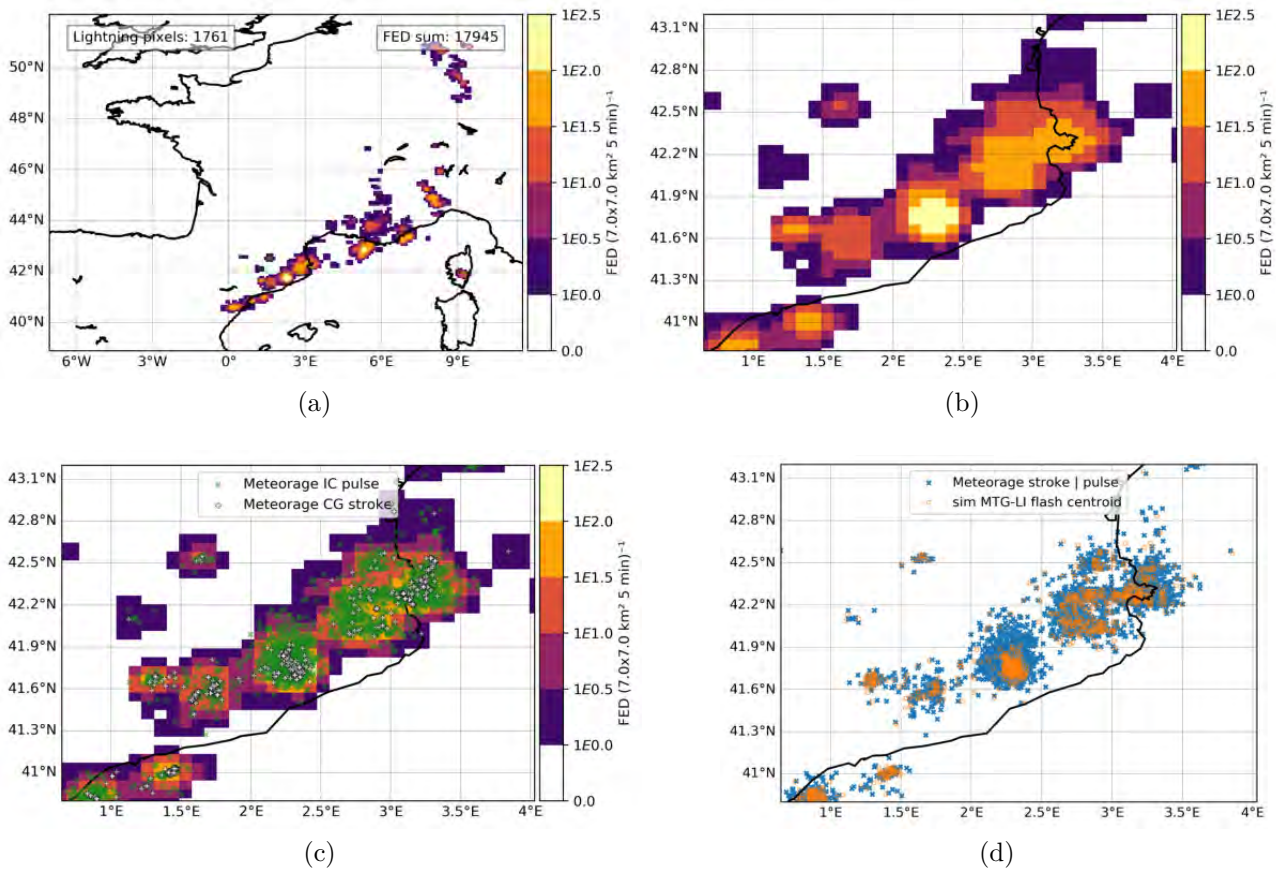 Lightning pixels: 1761
FED sum: 17945
50°N
48°N
46°N
44°N
42°N
40°N
6°W 3°W 0° 3°E 6°E 9°E
1E2.5
1E2.0
1E1.5
1E1.0
1E0.5
1E0.0
0.0
FED (7.0x7.0 km² 5 min)⁻¹
(a)
43.1°N
42.8°N
42.5°N
42.2°N
41.9°N
41.6°N
41.3°N
41°N
1°E 1.5°E 2°E 2.5°E 3°E 3.5°E 4°E
1E2.5
1E2.0
1E1.5
1E1.0
1E0.5
1E0.0
0.0
FED (7.0x7.0 km² 5 min)⁻¹
(b)
Meteorage IC pulse
Meteorage CG stroke
43.1°N
42.8°N
42.5°N
42.2°N
41.9°N
41.6°N
41.3°N
41°N
1°E 1.5°E 2°E 2.5°E 3°E 3.5°E 4°E
1E2.5
1E2.0
1E1.5
1E1.0
1E0.5
1E0.0
0.0
FED (7.0x7.0 km² 5 min)⁻¹
(c)
Meteorage stroke | pulse
sim MTG-LI flash centroid
43.1°N
42.8°N
42.5°N
42.2°N
41.9°N
41.6°N
41.3°N
41°N
1°E 1.5°E 2°E 2.5°E 3°E 3.5°E 4°E
(d)